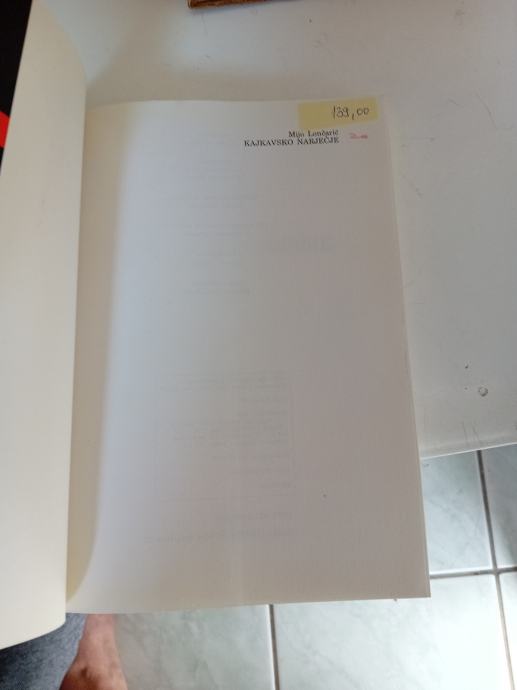 139,00
Mijo Lončarić
KAJKAVSKO NARJEČJE